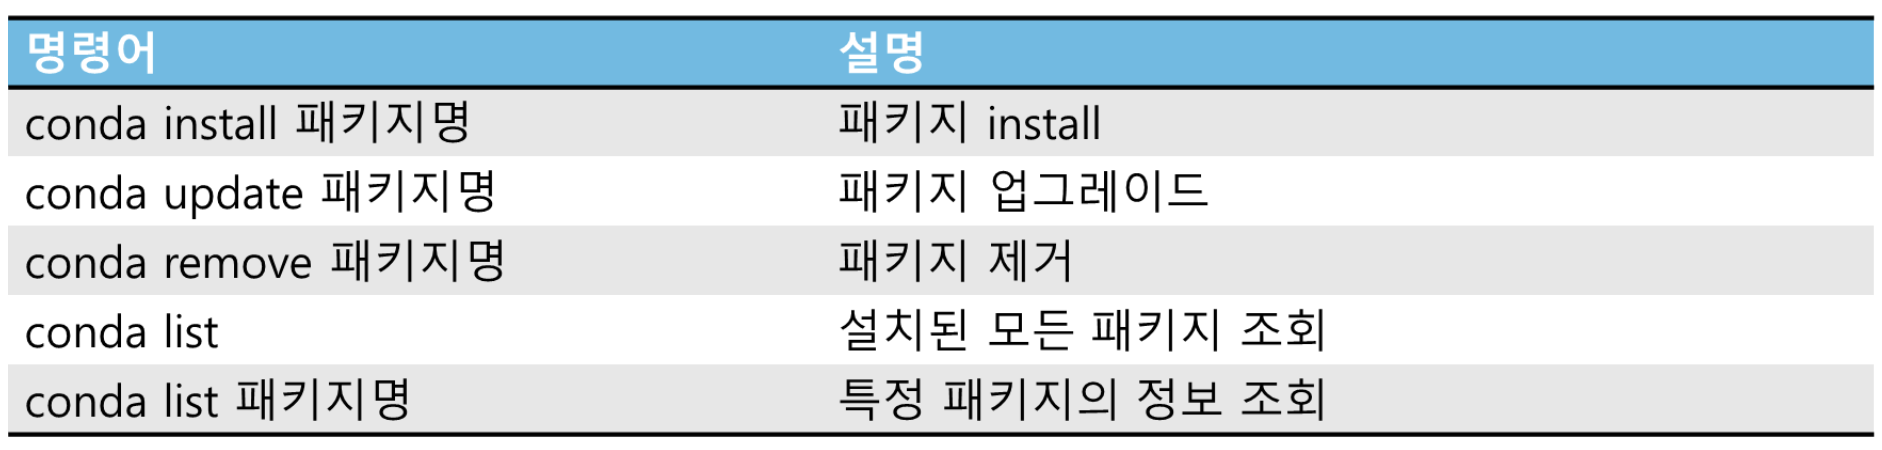 명령어 설명
conda install 패키지명 패키지 install
conda update 패키지명 패키지 업그레이드
conda remove 패키지명 패키지 제거
conda list 설치된 모든 패키지 조회
conda list 패키지명 특정 패키지의 정보 조회